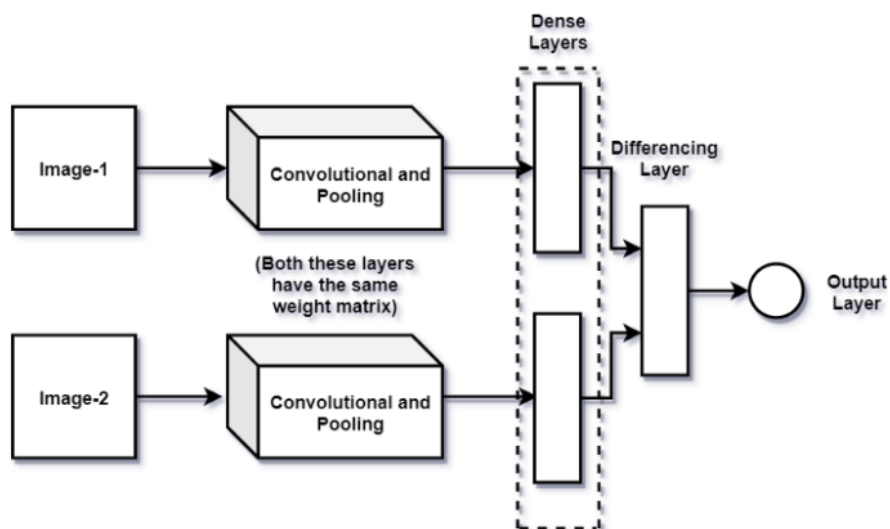 Dense
Layers
Image-1
Convolutional and
Pooling
Differencing
Layer
(Both these layers
have the same
weight matrix)
Output
Layer
Image-2
Convolutional and
Pooling